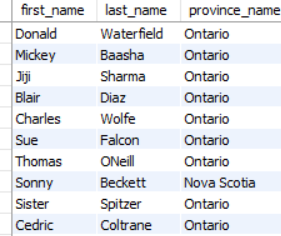 first_name last_name province_name
Donald Waterfield Ontario
Mickey Baasha Ontario
Jiji Sharma Ontario
Blair Diaz Ontario
Charles Wolfe Ontario
Sue Falcon Ontario
Thomas ONeill Ontario
Sonny Beckett Nova Scotia
Sister Spitzer Ontario
Cedric Coltrane Ontario